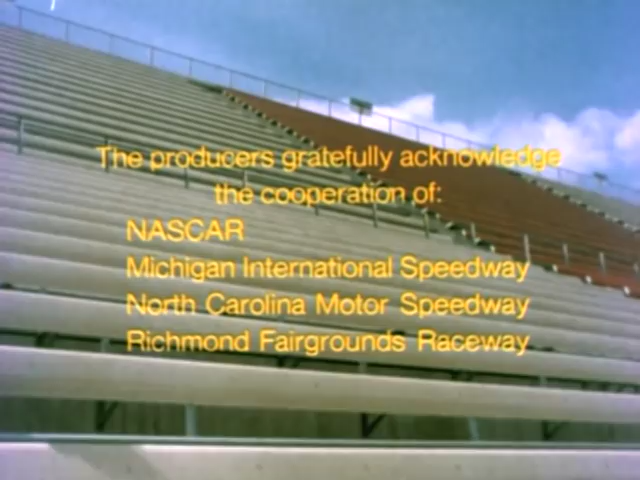 The producers gratefully acknowledge
the cooperation of:
NASCAR
Michigan International Speedway
North Carolina Motor Speedway
Richmond Fairgrounds Raceway